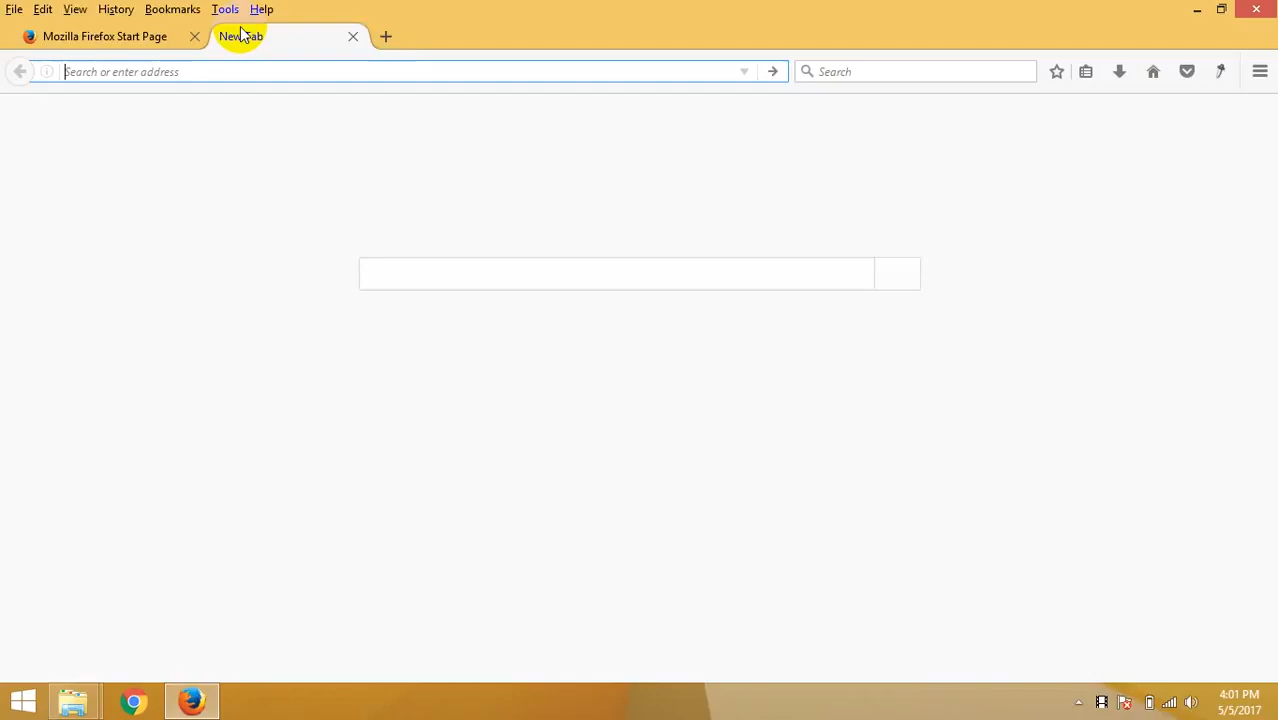 File Edit View History Bookmarks Tools Help
Mozilla Firefox Start Page New Tab
Search or enter address Search
4:01 PM
5/5/2017